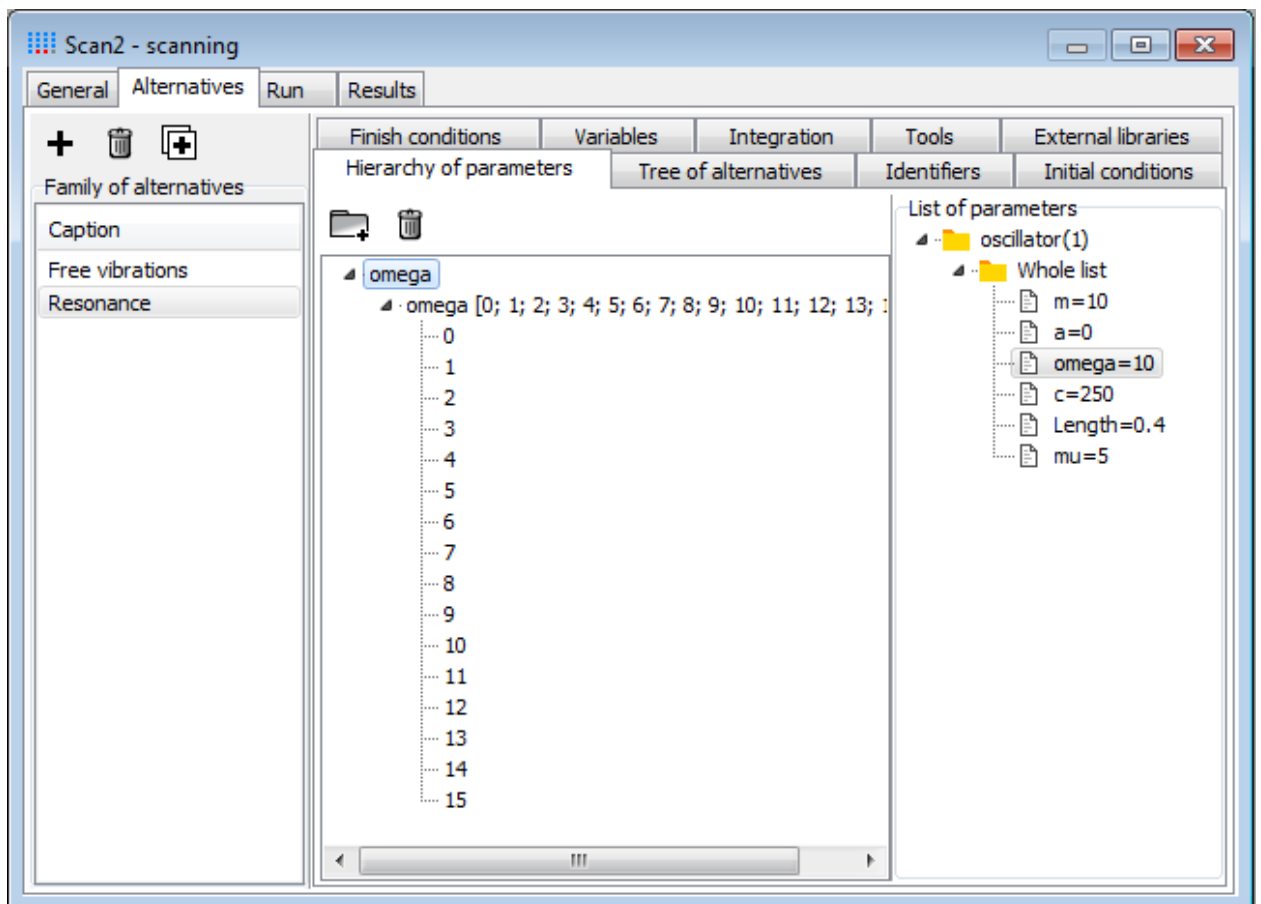 Scan2 - scanning
General Alternatives Run Results
Family of alternatives
Caption
Free vibrations
Resonance
Finish conditions Variables Integration Tools External libraries
Hierarchy of parameters Tree of alternatives Identifiers Initial conditions
omega
omega [0; 1; 2; 3; 4; 5; 6; 7; 8; 9; 10; 11; 12; 13;
0
1
2
3
4
5
6
7
8
9
10
11
12
13
14
15
List of parameters
oscillator(1)
Whole list
m=10
a=0
omega=10
c=250
Length=0.4
mu=5